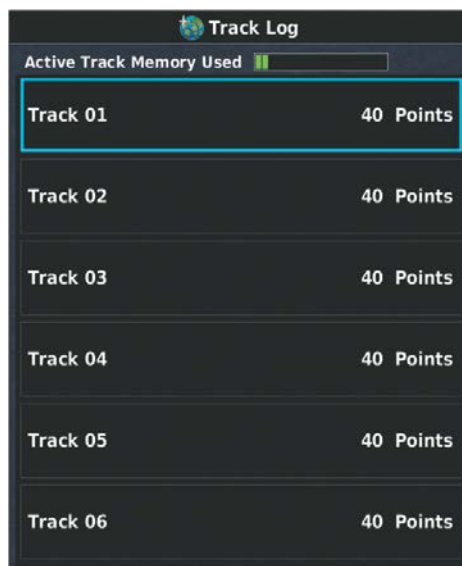 Track Log
Active Track Memory Used
Track 01 40 Points
Track 02 40 Points
Track 03 40 Points
Track 04 40 Points
Track 05 40 Points
Track 06 40 Points